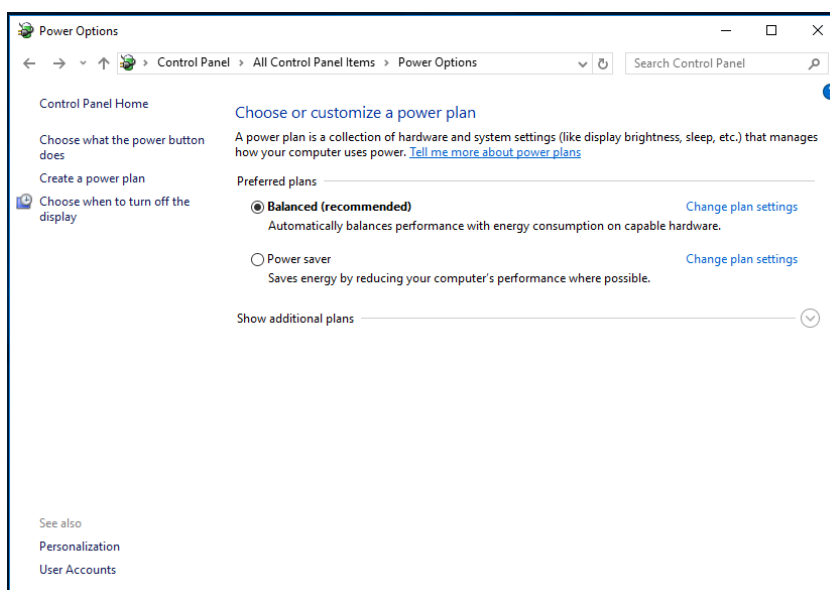 Power Options
Control Panel › All Control Panel Items › Power Options
Search Control Panel
Control Panel Home
Choose what the power button
does
Create a power plan
Choose when to turn off the
display
Choose or customize a power plan
A power plan is a collection of hardware and system settings (like display brightness, sleep, etc.) that manages
how your computer uses power. Tell me more about power plans
Preferred plans
Balanced (recommended) Change plan settings
Automatically balances performance with energy consumption on capable hardware.
Power saver Change plan settings
Saves energy by reducing your computer's performance where possible.
Show additional plans
See also
Personalization
User Accounts